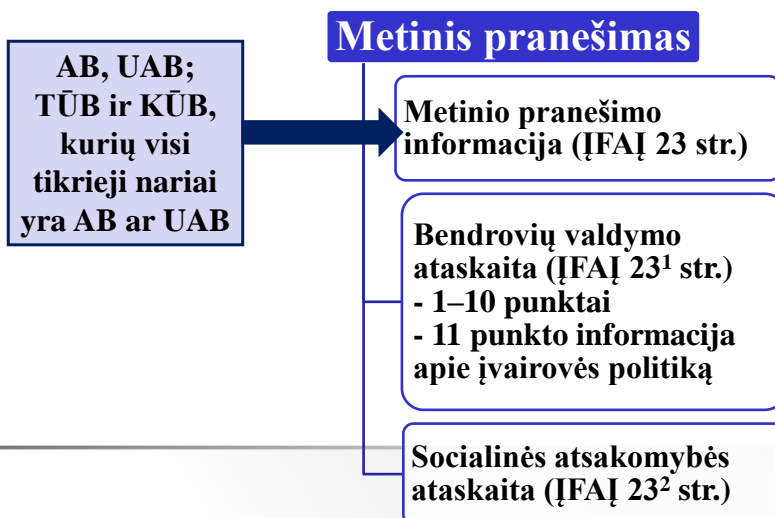 Metinis pranešimas
AB, UAB;
TŪB ir KŪB,
kurių visi
tikrieji nariai
yra AB ar UAB
Metinio pranešimo
informacija (ĮFAĮ 23 str.)
Bendrovių valdymo
ataskaita (ĮFAĮ 23¹ str.)
- 1–10 punktai
- 11 punkto informacija
apie įvairovės politiką
Socialinės atsakomybės
ataskaita (ĮFAĮ 23² str.)